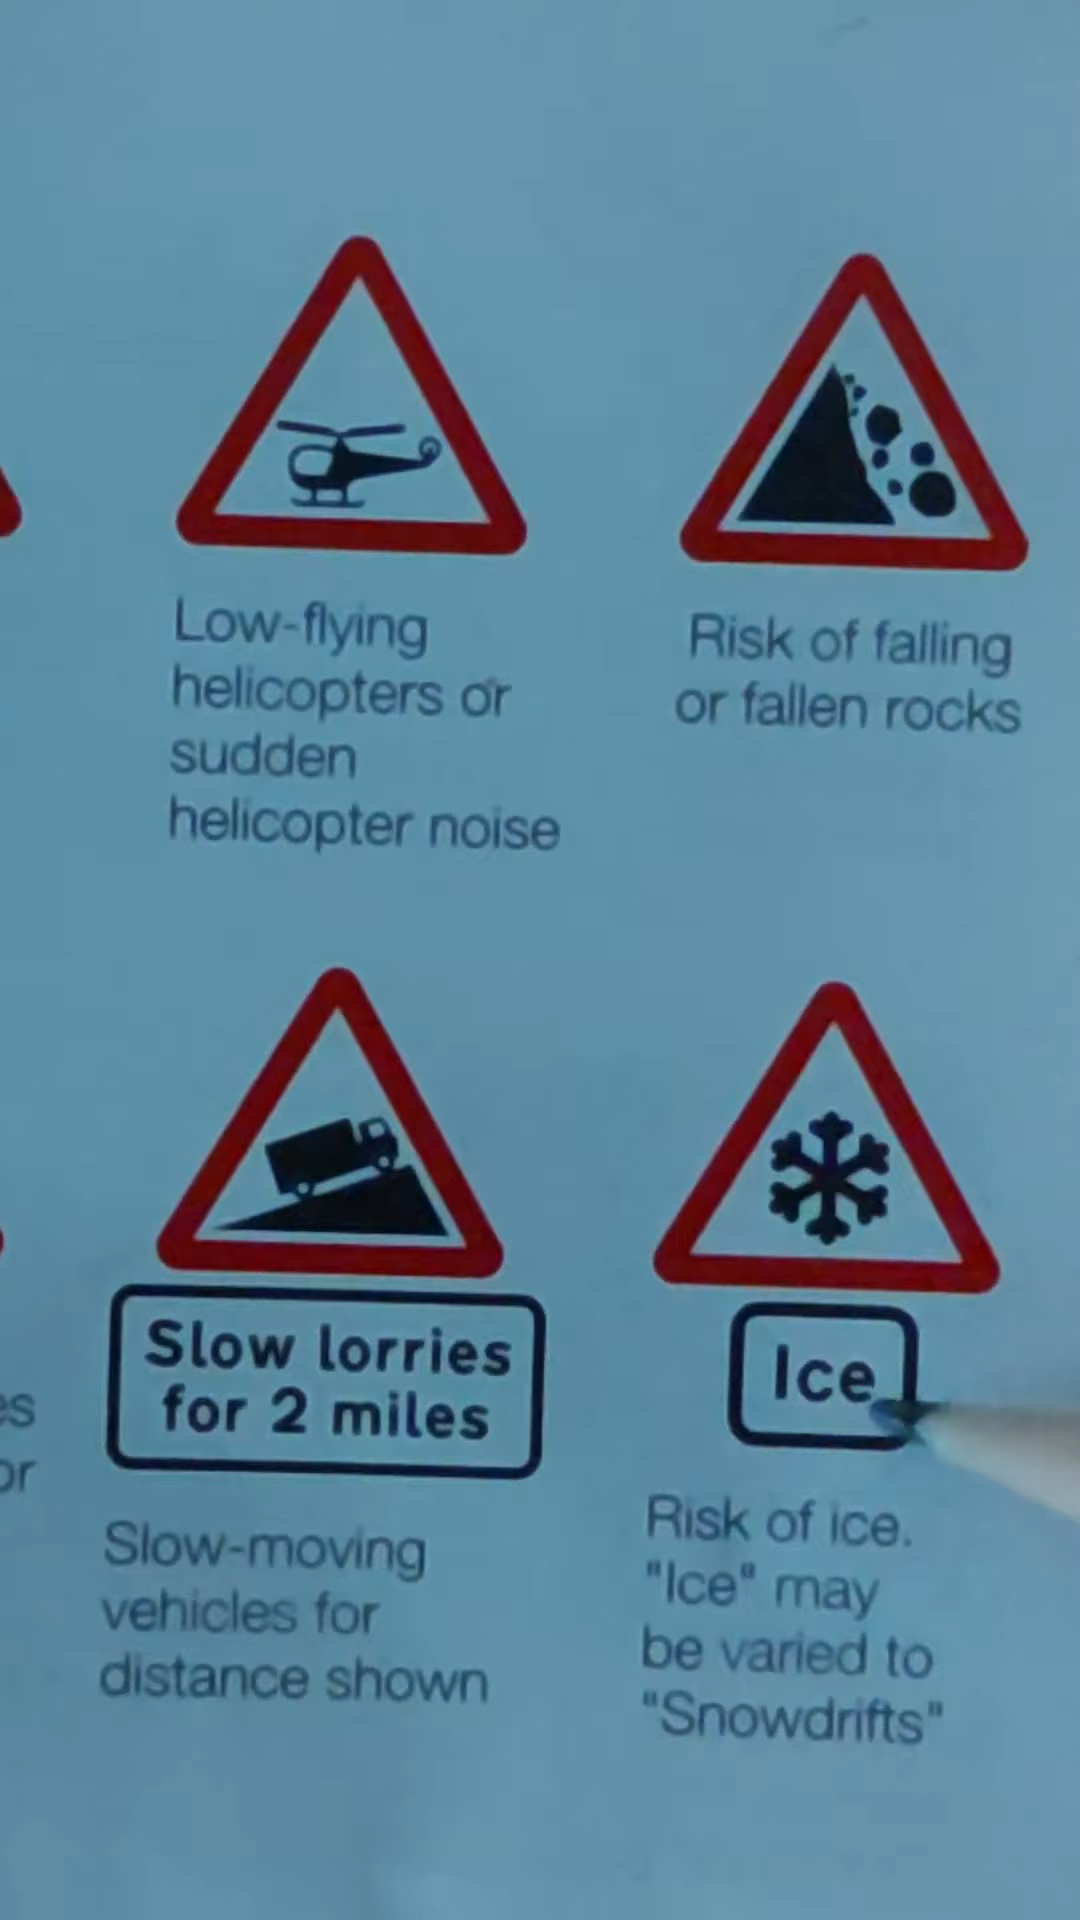 Low-flying
helicopters or
sudden
helicopter noise
Risk of falling
or fallen rocks
Slow lorries
for 2 miles
Slow-moving
vehicles for
distance shown
Ice
Risk of ice.
"Ice" may
be varied to
"Snowdrifts"